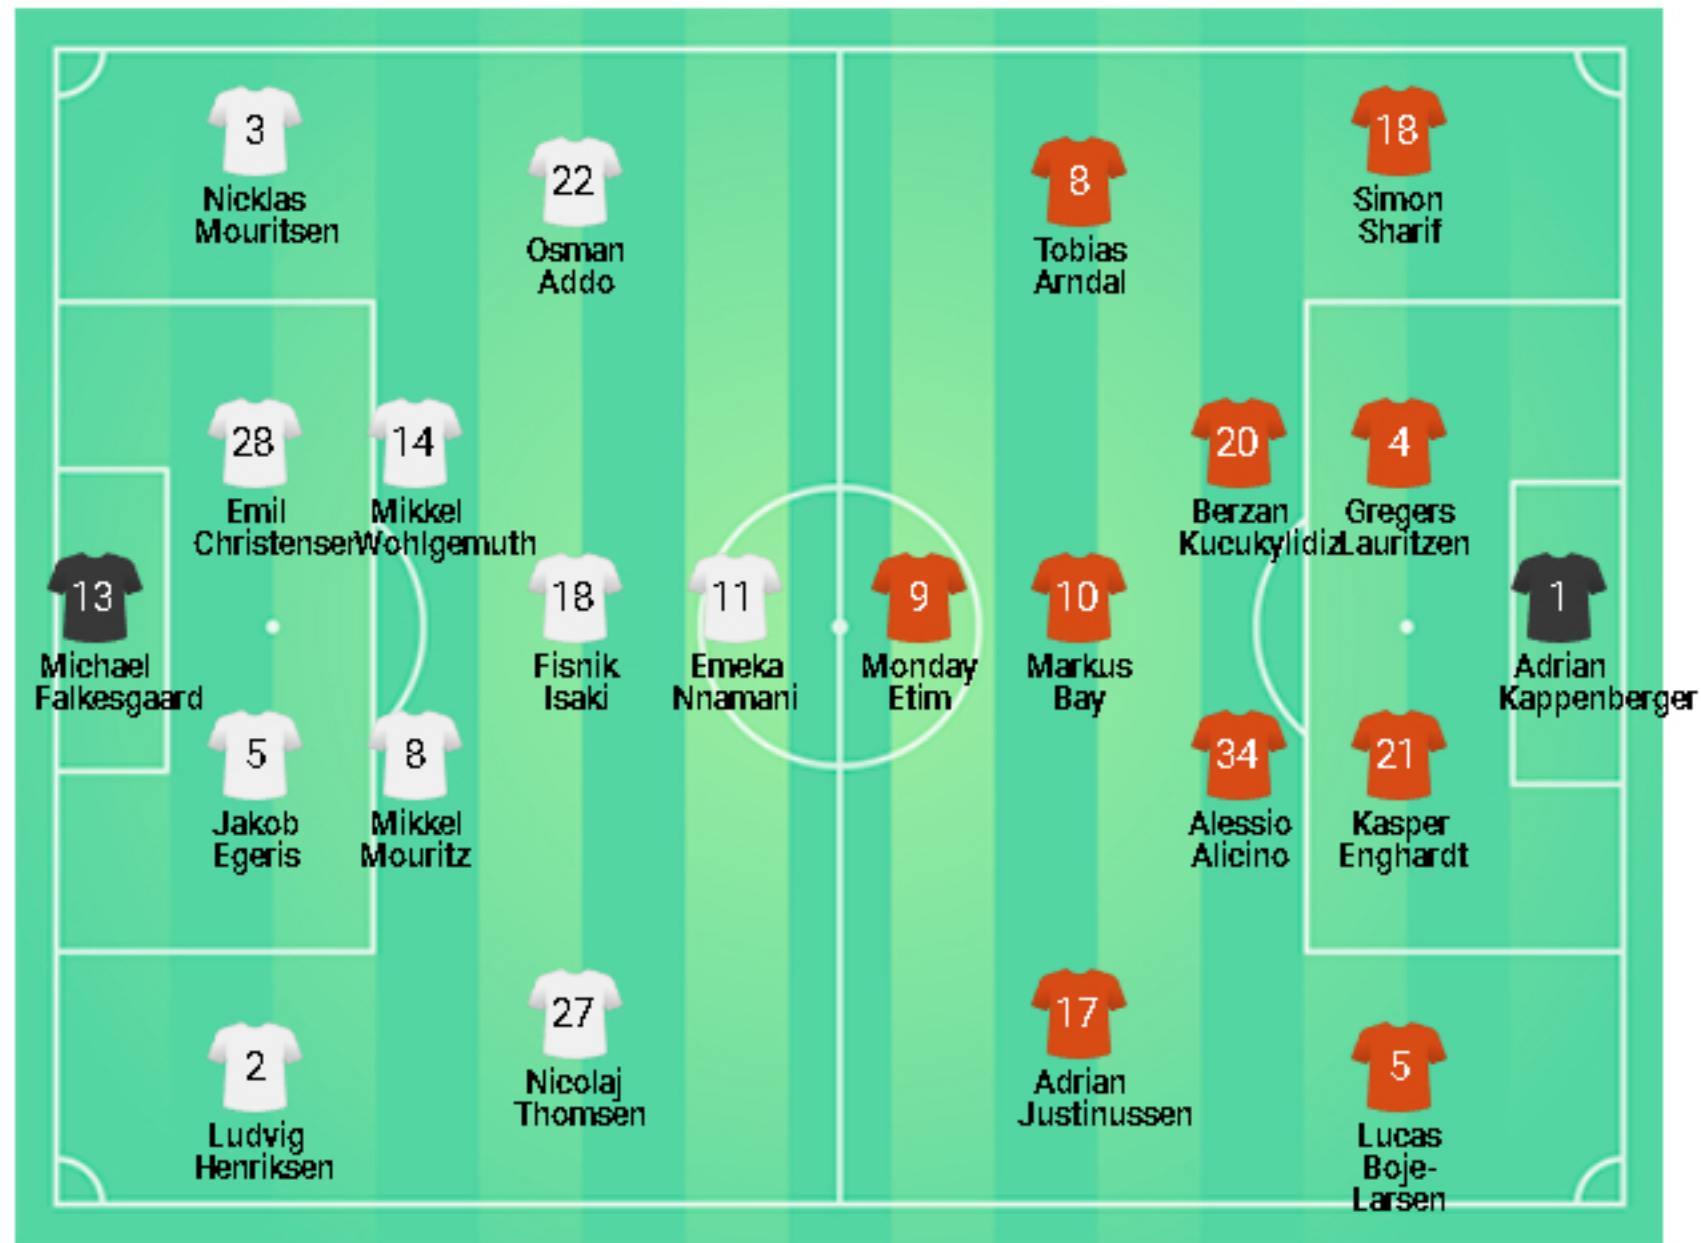 3
Nicklas
Mouritsen
22
Osman
Addo
8
Tobias
Arndal
18
Simon
Sharif
28
Emil
Christensen
14
Mikkel
Wohlgemuth
20
Berzan
Kucukylidiz
4
Gregers
Lauritzen
13
Michael
Falkesgaard
18
Fisnik
Isaki
11
Emeka
Nnamani
9
Monday
Etim
10
Markus
Bay
1
Adrian
Kappenberger
5
Jakob
Egeris
8
Mikkel
Mouritz
34
Alessio
Alicino
21
Kasper
Enghardt
27
Nicolaj
Thomsen
17
Adrian
Justinussen
2
Ludvig
Henriksen
5
Lucas
Boje-
Larsen